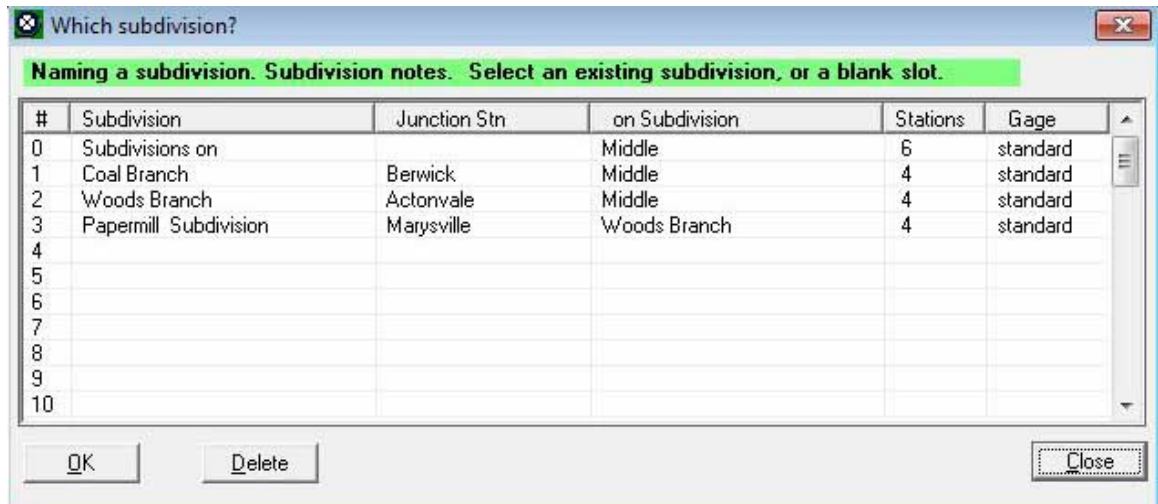 Which subdivision?
Naming a subdivision. Subdivision notes.  Select an existing subdivision, or a blank slot.
# Subdivision Junction Stn on Subdivision Stations Gage
0 Subdivisions on Middle 6 standard
1 Coal Branch Berwick Middle 4 standard
2 Woods Branch Actonvale Middle 4 standard
3 Papermill  Subdivision Marysville Woods Branch 4 standard
4
5
6
7
8
9
10
OK Delete Close